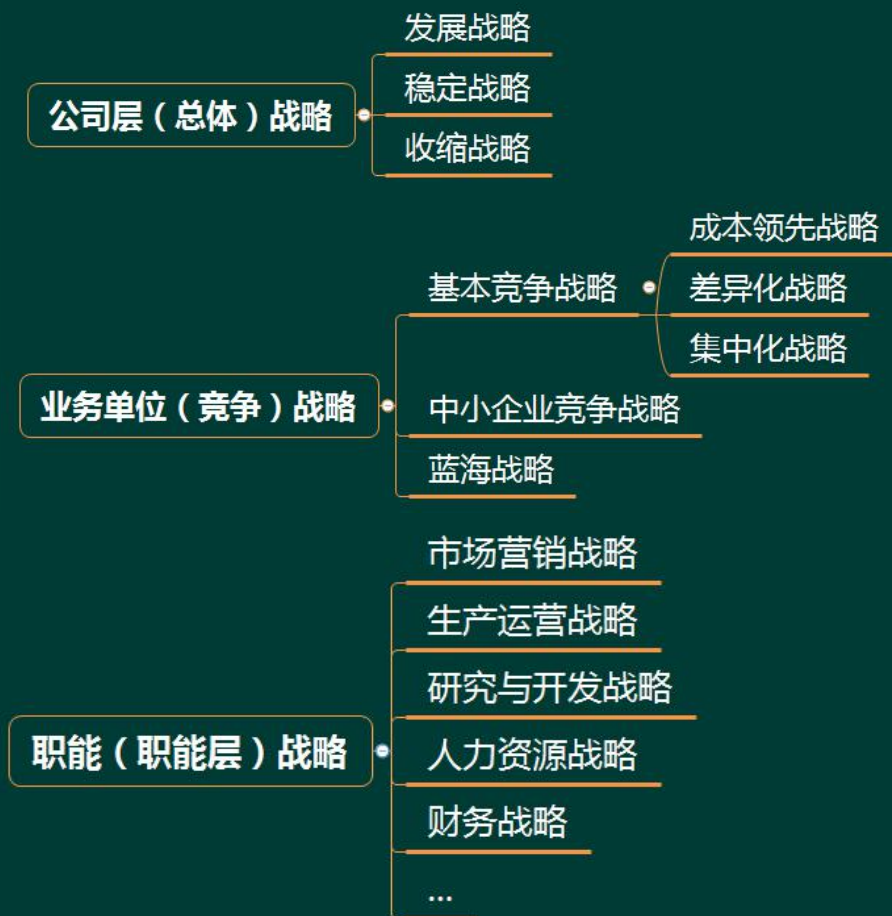 公司层（总体）战略
发展战略
稳定战略
收缩战略
业务单位（竞争）战略
基本竞争战略
成本领先战略
差异化战略
集中化战略
中小企业竞争战略
蓝海战略
职能（职能层）战略
市场营销战略
生产运营战略
研究与开发战略
人力资源战略
财务战略
...